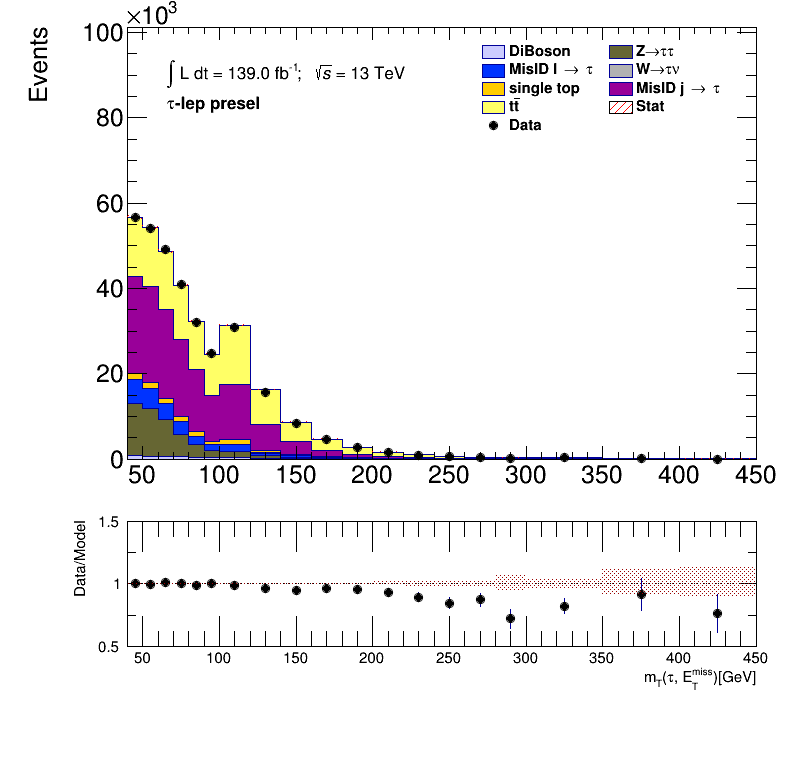 ×10³
Events
100
80
60
40
20
0
∫ L dt = 139.0 fb⁻¹; √s = 13 TeV
τ-lep presel
DiBoson
MisID l → τ
single top
tt̄
Data
Z→ττ
W→τν
MisID j → τ
Stat
50 100 150 200 250 300 350 400 450
Data/Model
1.5
1
0.5
50 100 150 200 250 300 350 400 450
m_T(τ, E_T^miss)[GeV]